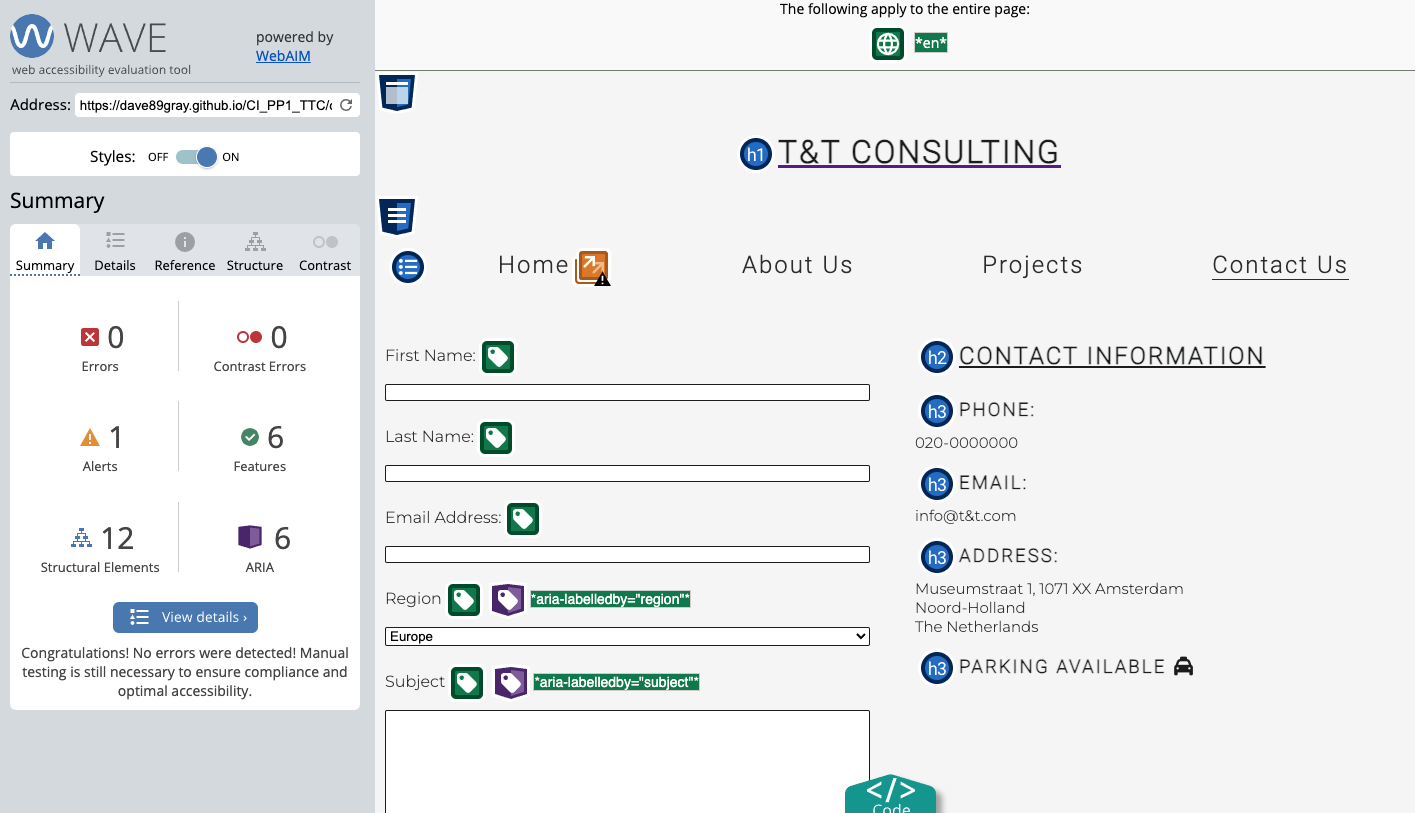 WAVE
web accessibility evaluation tool
powered by
WebAIM
Address: https://dave89gray.github.io/CI_PP1_TTC/c
Styles: OFF ON
Summary
Summary Details Reference Structure Contrast
0 0
Errors Contrast Errors
1 6
Alerts Features
12 6
Structural Elements ARIA
View details ›
Congratulations! No errors were detected! Manual
testing is still necessary to ensure compliance and
optimal accessibility.
The following apply to the entire page:
*en*
h1 T&T CONSULTING
Home About Us Projects Contact Us
First Name:
Last Name:
Email Address:
Region *aria-labelledby="region"*
Europe
Subject *aria-labelledby="subject"*
h2 CONTACT INFORMATION
h3 PHONE:
020-0000000
h3 EMAIL:
info@t&t.com
h3 ADDRESS:
Museumstraat 1, 1071 XX Amsterdam
Noord-Holland
The Netherlands
h3 PARKING AVAILABLE
</>
Code